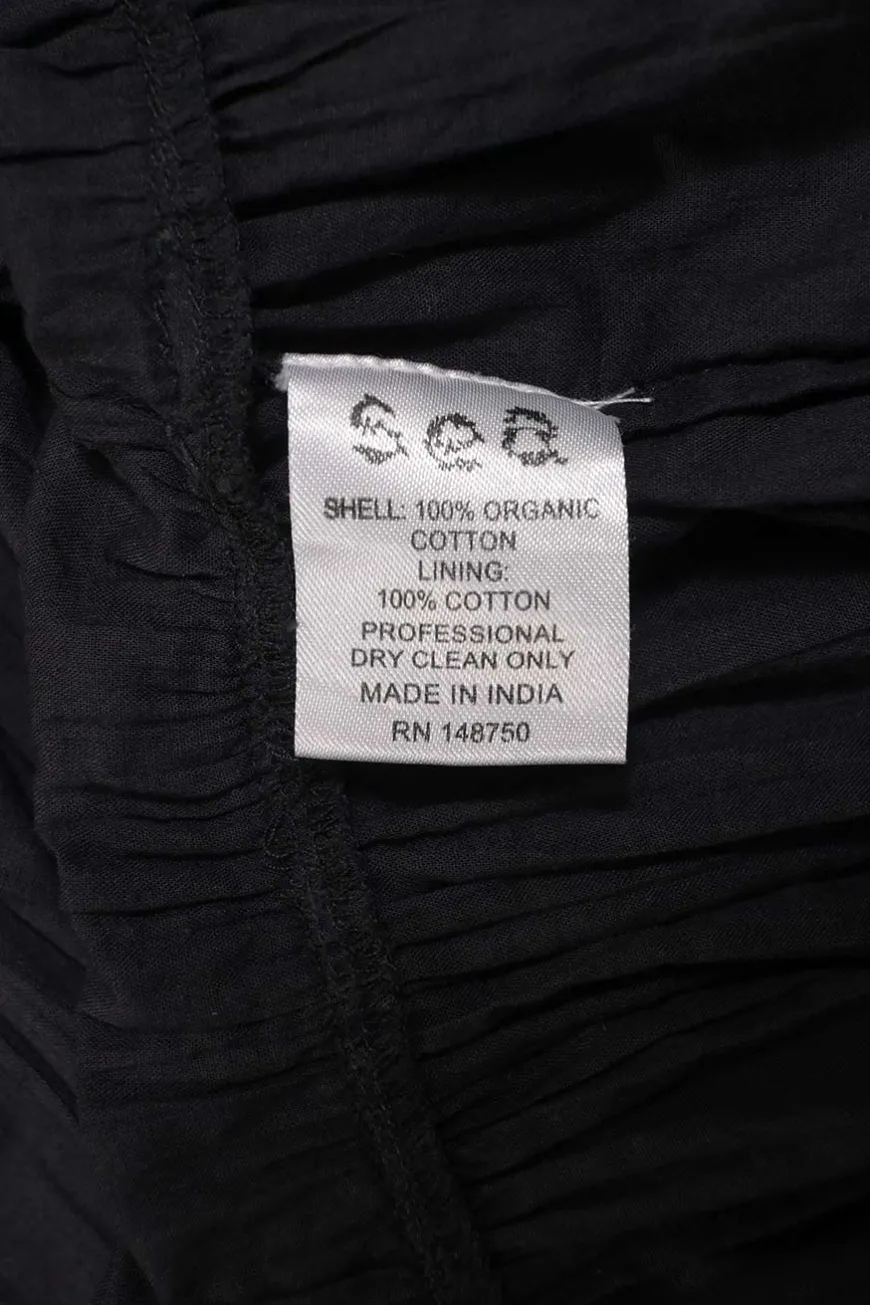 SHELL: 100% ORGANIC
COTTON
LINING:
100% COTTON
PROFESSIONAL
DRY CLEAN ONLY
MADE IN INDIA
RN 148750